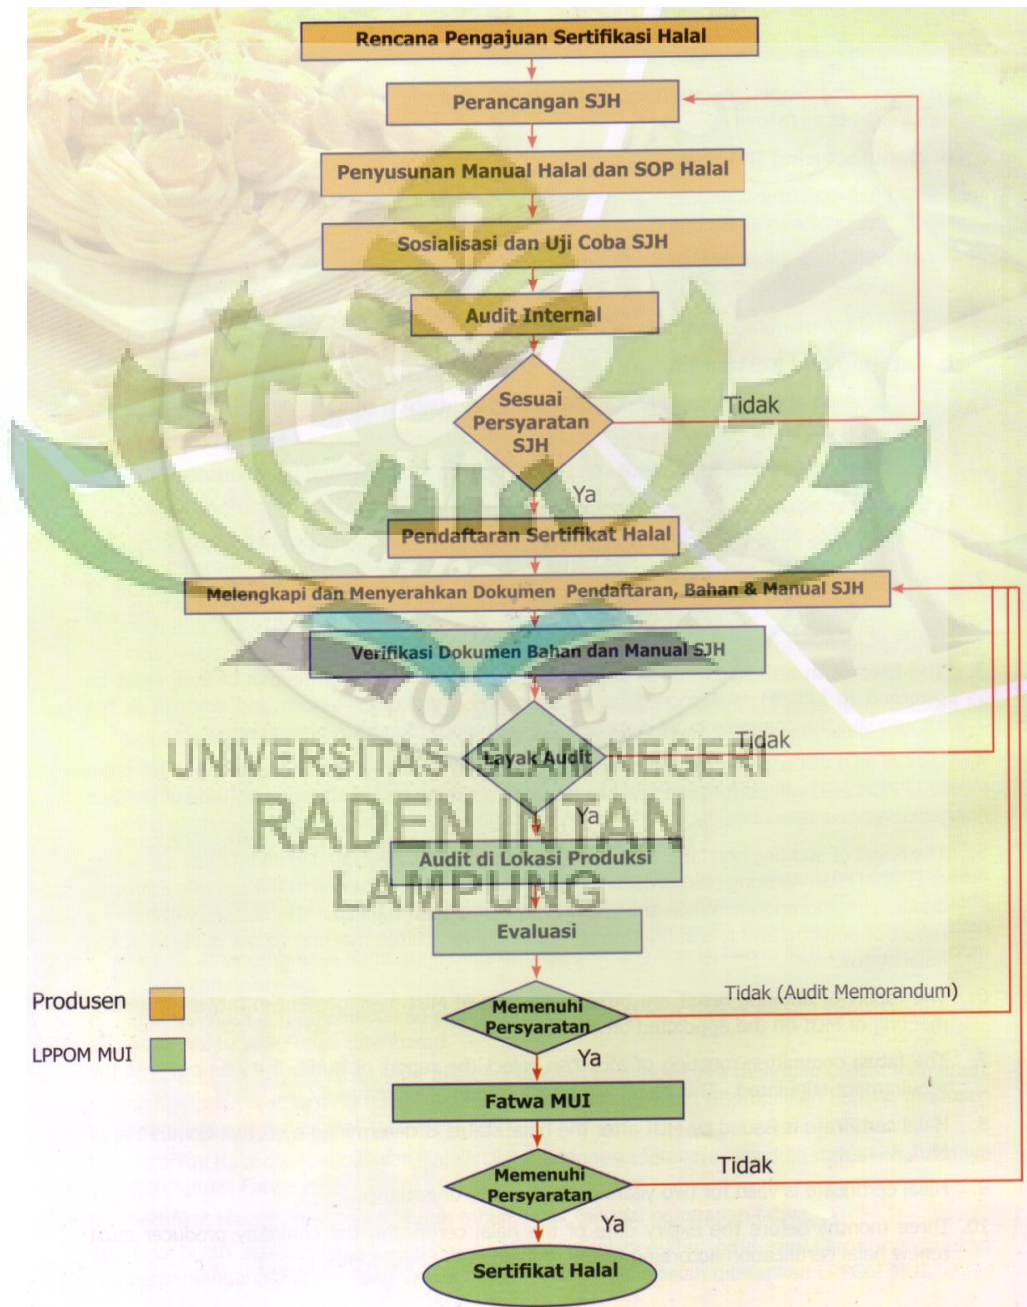 Rencana Pengajuan Sertifikasi Halal
Perancangan SJH
Penyusunan Manual Halal dan SOP Halal
Sosialisasi dan Uji Coba SJH
Audit Internal
Sesuai
Persyaratan
SJH
Tidak
Ya
Pendaftaran Sertifikat Halal
Melengkapi dan Menyerahkan Dokumen Pendaftaran, Bahan & Manual SJH
Verifikasi Dokumen Bahan dan Manual SJH
Layak Audit
Tidak
UNIVERSITAS ISLAM NEGERI
RADEN INTAN
LAMPUNG
Ya
Audit di Lokasi Produksi
Evaluasi
Memenuhi
Persyaratan
Tidak (Audit Memorandum)
Produsen
LPPOM MUI
Ya
Fatwa MUI
Memenuhi
Persyaratan
Tidak
Ya
Sertifikat Halal